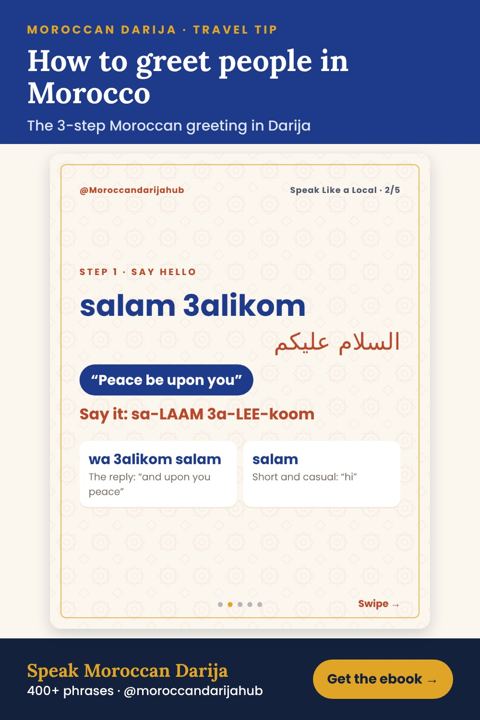 MOROCCAN DARIJA · TRAVEL TIP
How to greet people in
Morocco
The 3-step Moroccan greeting in Darija
@Moroccandarijahub
Speak Like a Local · 2/5
STEP 1 · SAY HELLO
salam 3alikom
السلام عليكم
“Peace be upon you”
Say it: sa-LAAM 3a-LEE-koom
wa 3alikom salam
The reply: “and upon you
peace”
salam
Short and casual: “hi”
Swipe →
Speak Moroccan Darija
400+ phrases · @moroccandarijahub
Get the ebook →